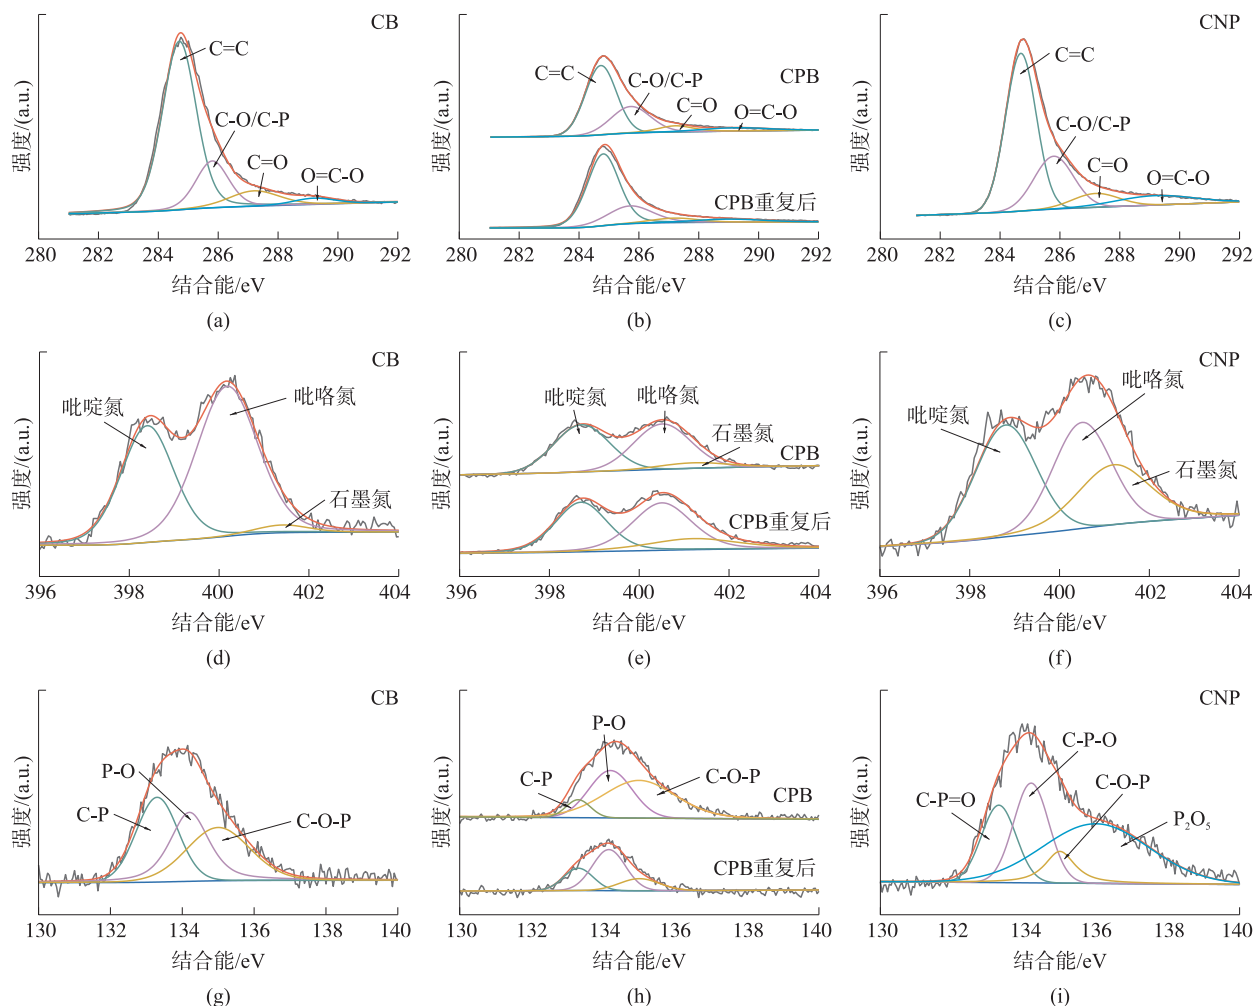 CB
C=C
C-O/C-P
C=O
O=C-O
强度/(a.u.)
280 282 284 286 288 290 292
结合能/eV
(a)
CPB
C=C
C-O/C-P
C=O
O=C-O
CPB重复后
强度/(a.u.)
280 282 284 286 288 290 292
结合能/eV
(b)
CNP
C=C
C-O/C-P
C=O
O=C-O
强度/(a.u.)
280 282 284 286 288 290 292
结合能/eV
(c)
CB
吡啶氮
吡咯氮
石墨氮
强度/(a.u.)
396 398 400 402 404
结合能/eV
(d)
吡啶氮
吡咯氮
石墨氮
CPB
CPB重复后
强度/(a.u.)
396 398 400 402 404
结合能/eV
(e)
CNP
吡咯氮
吡啶氮
石墨氮
强度/(a.u.)
396 398 400 402 404
结合能/eV
(f)
CB
P-O
C-P
C-O-P
强度/(a.u.)
130 132 134 136 138 140
结合能/eV
(g)
P-O
C-P
C-O-P
CPB
CPB重复后
强度/(a.u.)
130 132 134 136 138 140
结合能/eV
(h)
CNP
C-P-O
C-O-P
C-P=O
P₂O₅
强度/(a.u.)
130 132 134 136 138 140
结合能/eV
(i)